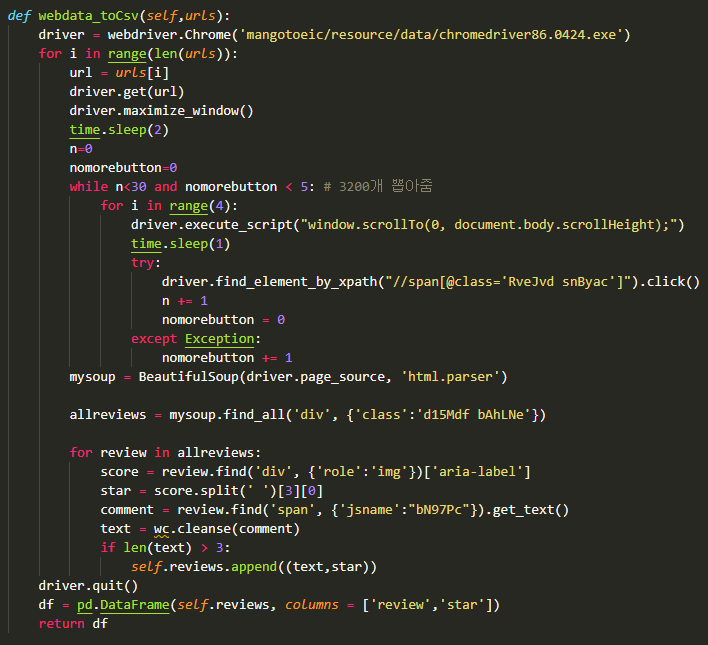 def webdata_toCsv(self,urls):
    driver = webdriver.Chrome('mangotoeic/resource/data/chromedriver86.0424.exe')
    for i in range(len(urls)):
        url = urls[i]
        driver.get(url)
        driver.maximize_window()
        time.sleep(2)
        n=0
        nomorebutton=0
        while n<30 and nomorebutton < 5: # 3200개 뽑아줌
            for i in range(4):
                driver.execute_script("window.scrollTo(0, document.body.scrollHeight);")
                time.sleep(1)
                try:
                    driver.find_element_by_xpath("//span[@class='RveJvd snByac']").click()
                    n += 1
                    nomorebutton = 0
                except Exception:
                    nomorebutton += 1
        mysoup = BeautifulSoup(driver.page_source, 'html.parser')
        allreviews = mysoup.find_all('div', {'class':'d15Mdf bAhLNe'})
        for review in allreviews:
            score = review.find('div', {'role':'img'})['aria-label']
            star = score.split(' ')[3][0]
            comment = review.find('span', {'jsname':"bN97Pc"}).get_text()
            text = wc.cleanse(comment)
            if len(text) > 3:
                self.reviews.append((text,star))
    driver.quit()
    df = pd.DataFrame(self.reviews, columns = ['review','star'])
    return df